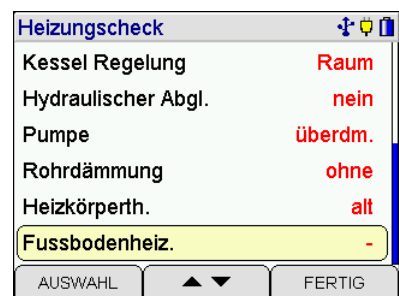 Heizungscheck
Kessel Regelung Raum
Hydraulischer Abgl. nein
Pumpe überdm.
Rohrdämmung ohne
Heizkörperth. alt
Fussbodenheiz. -
AUSWAHL ▲ ▼ FERTIG